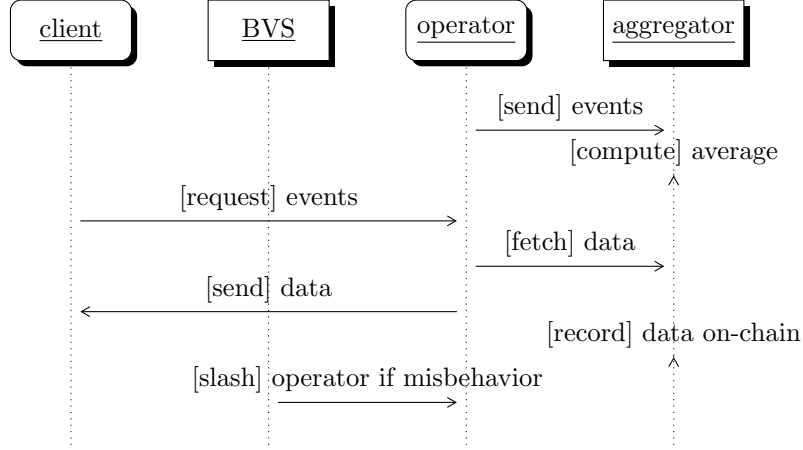 client BVS operator aggregator
[send] events
[compute] average
[request] events
[fetch] data
[send] data
[record] data on-chain
[slash] operator if misbehavior